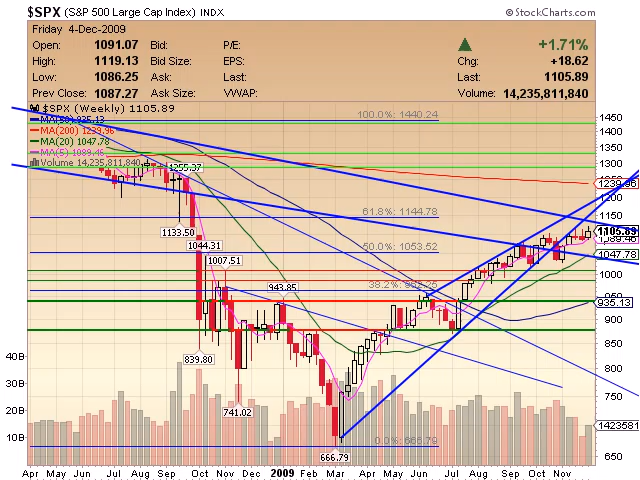 $SPX (S&P 500 Large Cap Index) INDX
© StockCharts.com
Friday 4-Dec-2009
+1.71%
Open: 1091.07 Bid: P/E: Chg: +18.62
High: 1119.13 Bid Size: EPS: Last: 1105.89
Low: 1086.25 Ask: Last: Volume: 14,235,811,840
Prev Close: 1087.27 Ask Size: VWAP:
$SPX (Weekly) 1105.89
MA(50) 935.13
MA(200) 1239.96
MA(20) 1047.78
MA(5) 1089.46
Volume 14,235,811,840
100.0%: 1440.24
61.8%: 1144.78
50.0%: 1053.52
38.2%: 962.25
0.0%: 666.79
1255.37
1133.50
1044.31
1007.51
943.85
839.80
741.02
666.79
1450
1400
1350
1300
1250
1239.96
1200
1150
1105.89
1089.46
1047.78
1000
950
935.13
900
850
800
750
1423581
650
40B
30B
20B
10B
Apr May Jun Jul Aug Sep Oct Nov Dec 2009 Feb Mar Apr May Jun Jul Aug Sep Oct Nov